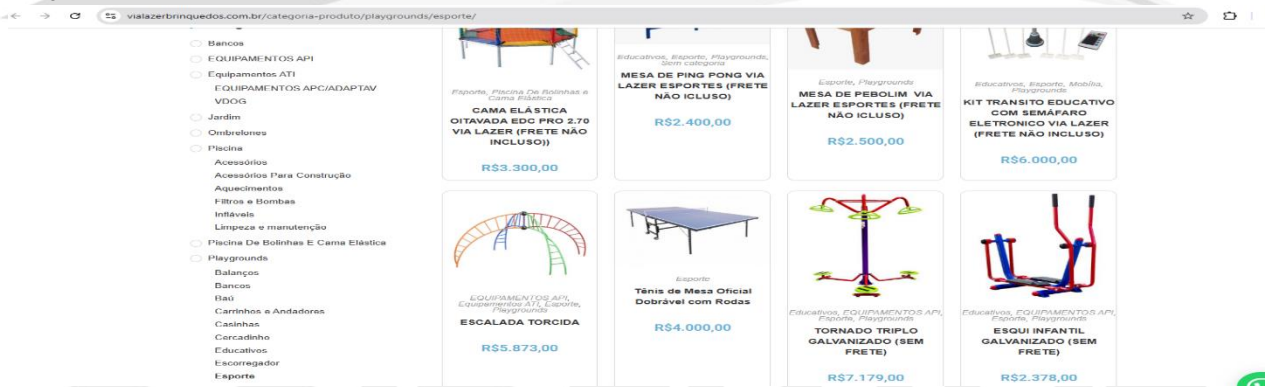 vialazerbrinquedos.com.br/categoria-produto/playgrounds/esporte/
Bancos
EQUIPAMENTOS API
Equipamentos ATI
EQUIPAMENTOS APC/ADAPTAV
VDOG
Jardim
Ombrelones
Piscina
Acessórios
Acessórios Para Construção
Aquecimentos
Filtros e Bombas
Infláveis
Limpeza e manutenção
Piscina De Bolinhas E Cama Elástica
Playgrounds
Balanços
Bancos
Baú
Carrinhos e Andadores
Casinhas
Cercadinho
Educativos
Escorregador
Esporte
Esporte, Piscina De Bolinhas e
Cama Elástica
CAMA ELÁSTICA
OITAVADA EDC PRO 2.70
VIA LAZER (FRETE NÃO
INCLUSO))
R$3.300,00
Educativos, Esporte, Playgrounds,
Sem categoria
MESA DE PING PONG VIA
LAZER ESPORTES (FRETE
NÃO ICLUSO)
R$2.400,00
Esporte, Playgrounds
MESA DE PEBOLIM VIA
LAZER ESPORTES (FRETE
NÃO ICLUSO)
R$2.500,00
Educativos, Esporte, Mobília,
Playgrounds
KIT TRANSITO EDUCATIVO
COM SEMÁFARO
ELETRONICO VIA LAZER
(FRETE NÃO INCLUSO)
R$6.000,00
EQUIPAMENTOS API,
Equipamentos ATI, Esporte,
Playgrounds
ESCALADA TORCIDA
R$5.873,00
Esporte
Tênis de Mesa Oficial
Dobrável com Rodas
R$4.000,00
Educativos, EQUIPAMENTOS API,
Esporte, Playgrounds
TORNADO TRIPLO
GALVANIZADO (SEM
FRETE)
R$7.179,00
Educativos, EQUIPAMENTOS API,
Esporte, Playgrounds
ESQUI INFANTIL
GALVANIZADO (SEM
FRETE)
R$2.378,00